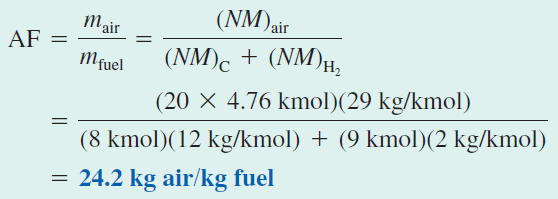 AF = m_air / m_fuel = (NM)_air / ((NM)_C + (NM)_H₂)
= (20 × 4.76 kmol)(29 kg/kmol) / ((8 kmol)(12 kg/kmol) + (9 kmol)(2 kg/kmol))
= 24.2 kg air/kg fuel